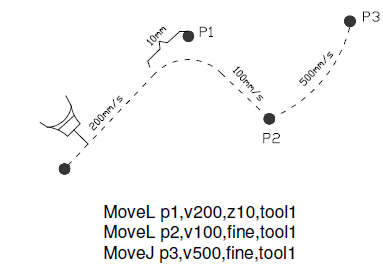 P3
10mm
P1
200mm/s
100mm/s
500mm/s
P2
MoveL p1,v200,z10,tool1
MoveL p2,v100,fine,tool1
MoveJ p3,v500,fine,tool1